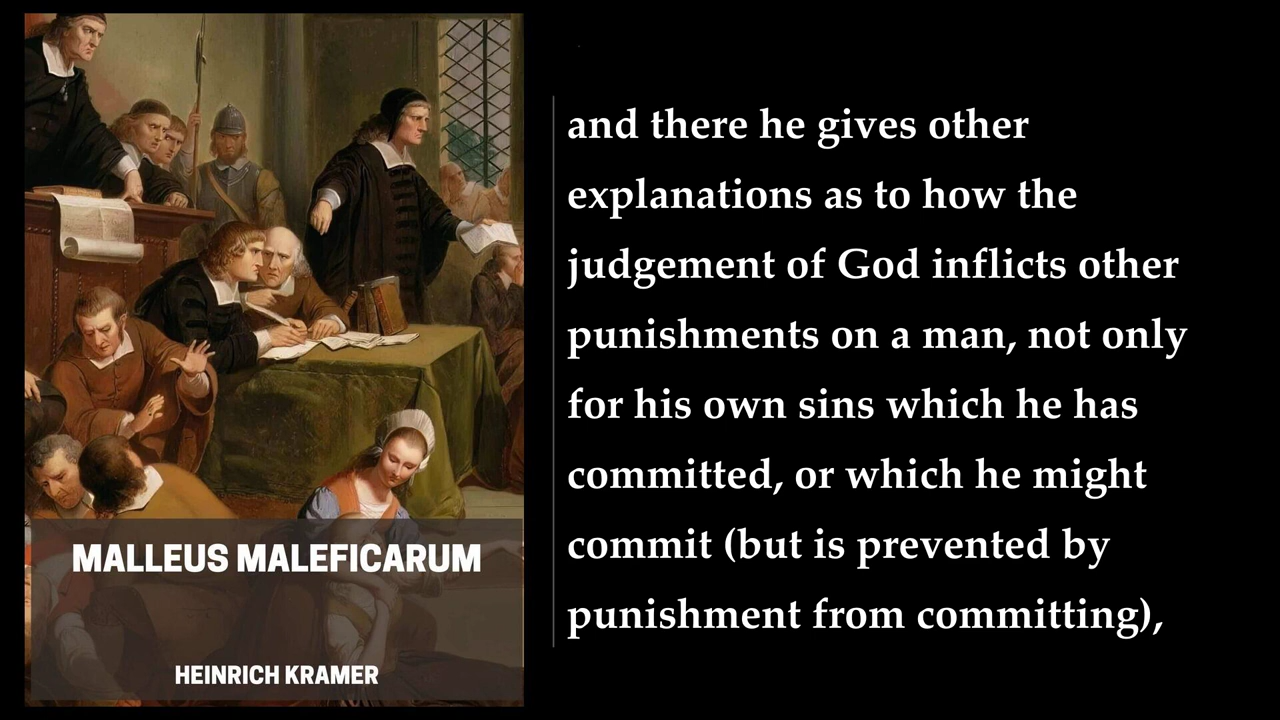 MALLEUS MALEFICARUM
HEINRICH KRAMER
and there he gives other
explanations as to how the
judgement of God inflicts other
punishments on a man, not only
for his own sins which he has
committed, or which he might
commit (but is prevented by
punishment from committing),